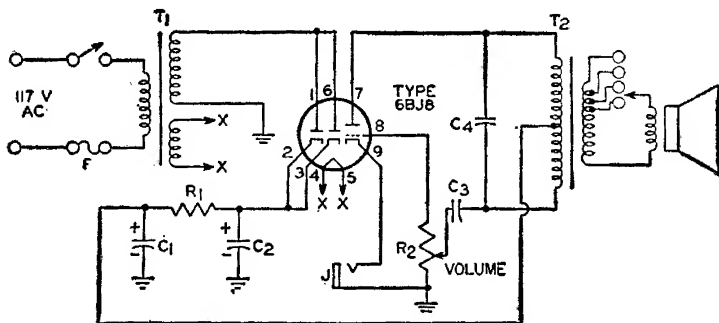 T1
T2
117 V
AC
F
X
X
1
6
7
TYPE
6BJ8
8
9
2
3
4
5
X
X
R1
+
-
C1
+
-
C2
J
R2
VOLUME
C3
C4